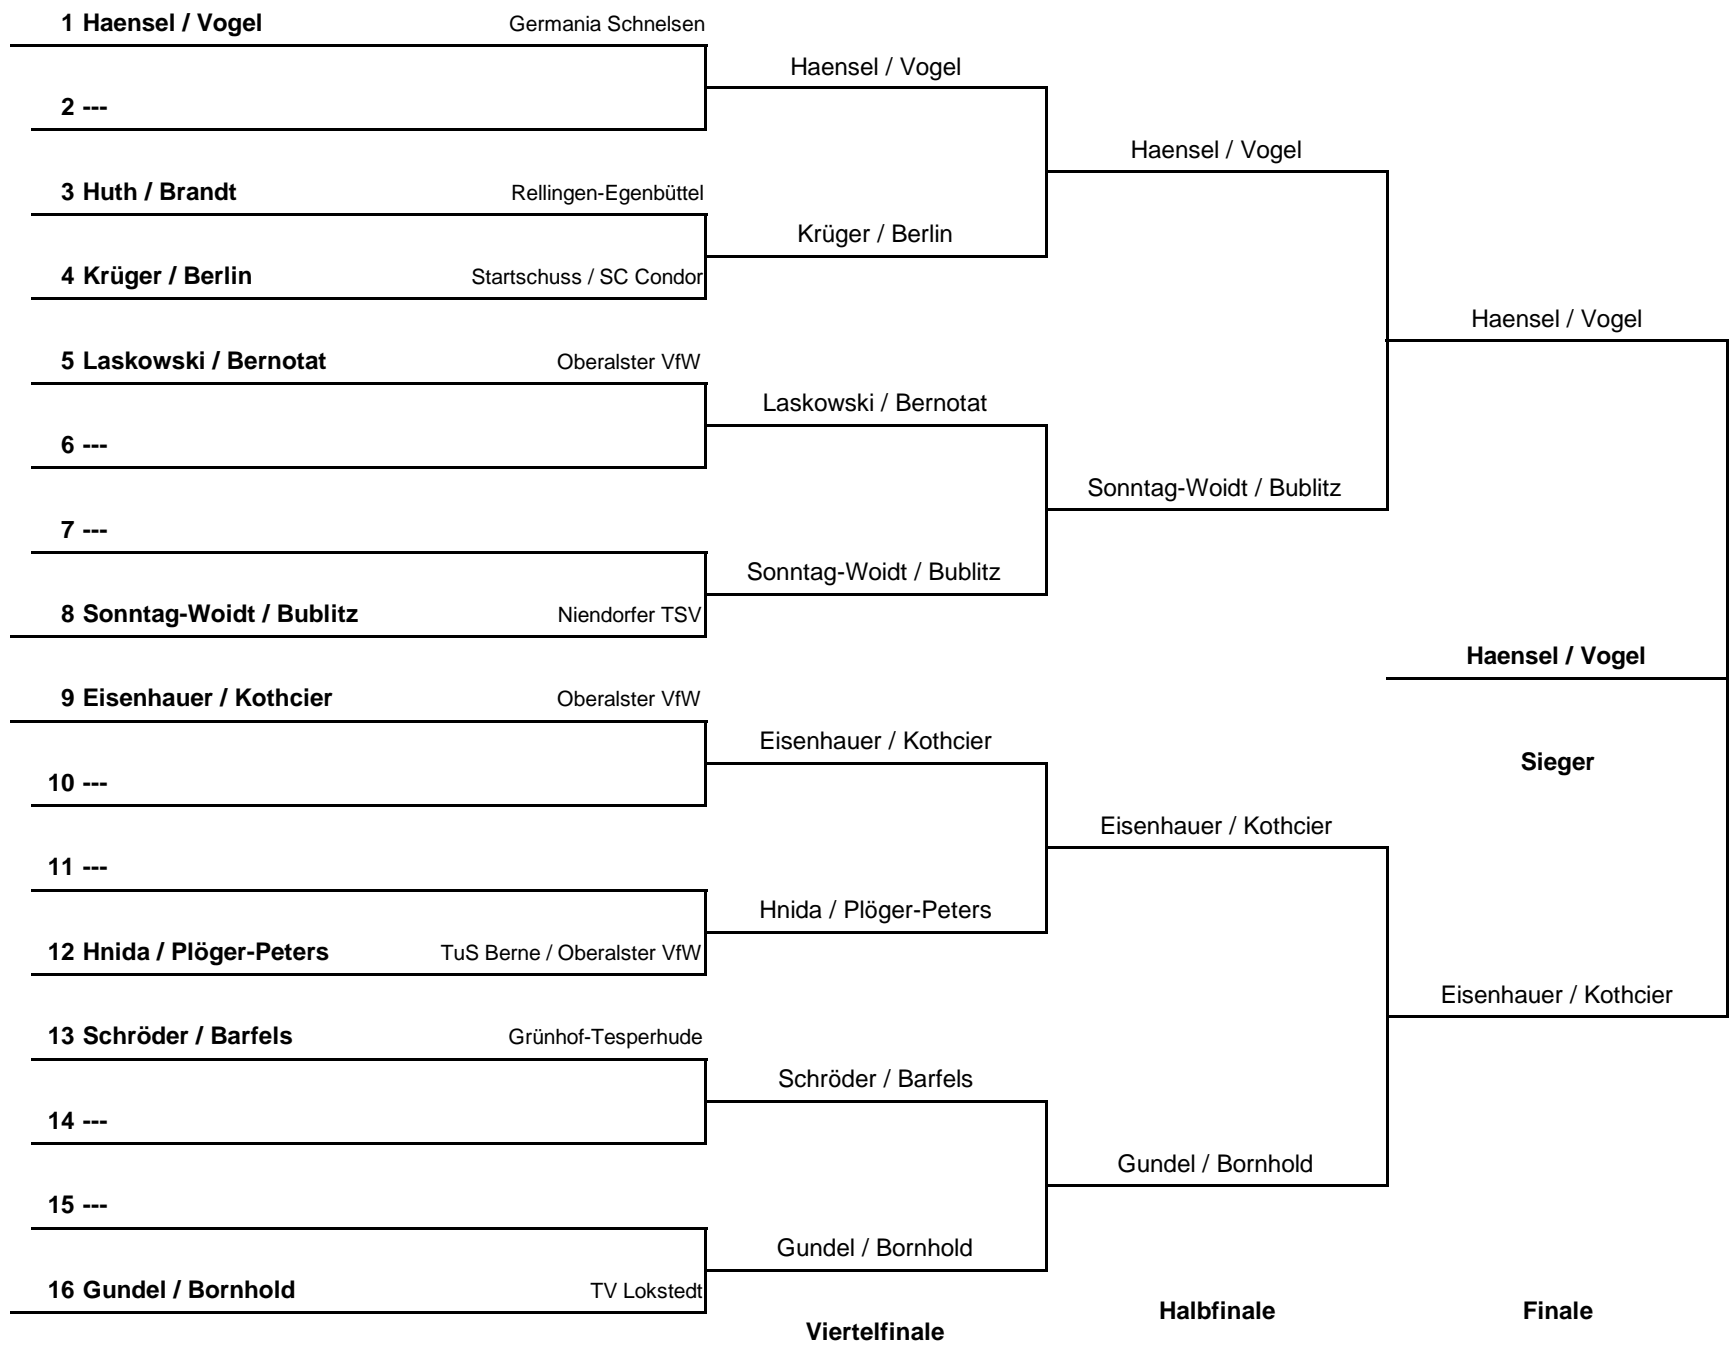 1 Haensel / Vogel Germania Schnelsen
Haensel / Vogel
2 ---
Haensel / Vogel
3 Huth / Brandt Rellingen-Egenbüttel
Krüger / Berlin
4 Krüger / Berlin Startschuss / SC Condor
Haensel / Vogel
5 Laskowski / Bernotat Oberalster VfW
Laskowski / Bernotat
6 ---
Sonntag-Woidt / Bublitz
7 ---
Sonntag-Woidt / Bublitz
8 Sonntag-Woidt / Bublitz Niendorfer TSV
Haensel / Vogel
9 Eisenhauer / Kothcier Oberalster VfW
Eisenhauer / Kothcier
Sieger
10 ---
Eisenhauer / Kothcier
11 ---
Hnida / Plöger-Peters
12 Hnida / Plöger-Peters TuS Berne / Oberalster VfW
Eisenhauer / Kothcier
13 Schröder / Barfels Grünhof-Tesperhude
Schröder / Barfels
14 ---
Gundel / Bornhold
15 ---
Gundel / Bornhold
16 Gundel / Bornhold TV Lokstedt
Halbfinale Finale
Viertelfinale